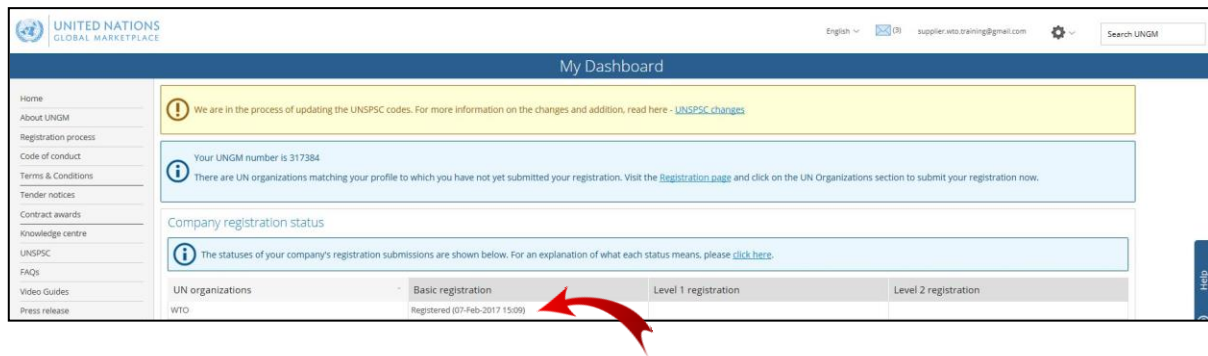 UNITED NATIONS
GLOBAL MARKETPLACE
English
(3)
supplier.wto.training@gmail.com
Search UNGM
My Dashboard
Home
About UNGM
Registration process
Code of conduct
Terms & Conditions
Tender notices
Contract awards
Knowledge centre
UNSPSC
FAQs
Video Guides
Press release
We are in the process of updating the UNSPSC codes. For more information on the changes and addition, read here - UNSPSC changes
Your UNGM number is 317384
There are UN organizations matching your profile to which you have not yet submitted your registration. Visit the Registration page and click on the UN Organizations section to submit your registration now.
Company registration status
The statuses of your company's registration submissions are shown below. For an explanation of what each status means, please click here.
UN organizations Basic registration Level 1 registration Level 2 registration
WTO Registered (07-Feb-2017 15:09)
Help